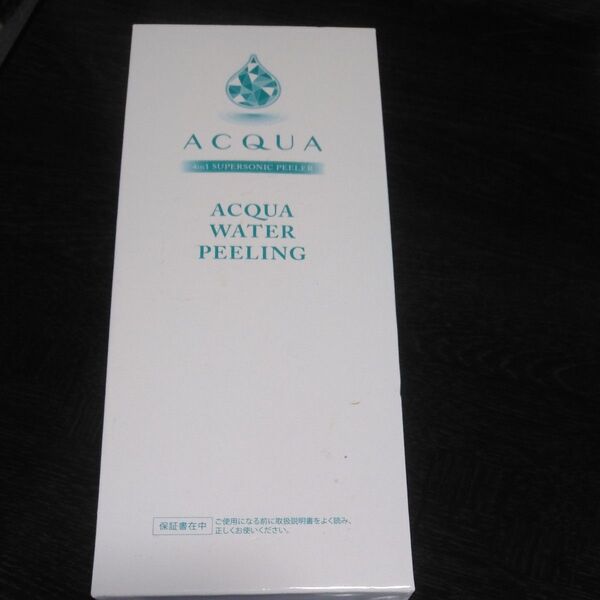 ACQUA
4in1 SUPERSONIC PEELER
ACQUA
WATER
PEELING
保証書在中
ご使用になる前に取扱説明書をよく読み、
正しくお使いください。